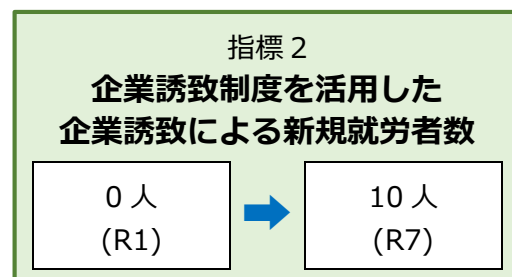 指標２
企業誘致制度を活用した
企業誘致による新規就労者数
0 人
(R1)
10 人
(R7)